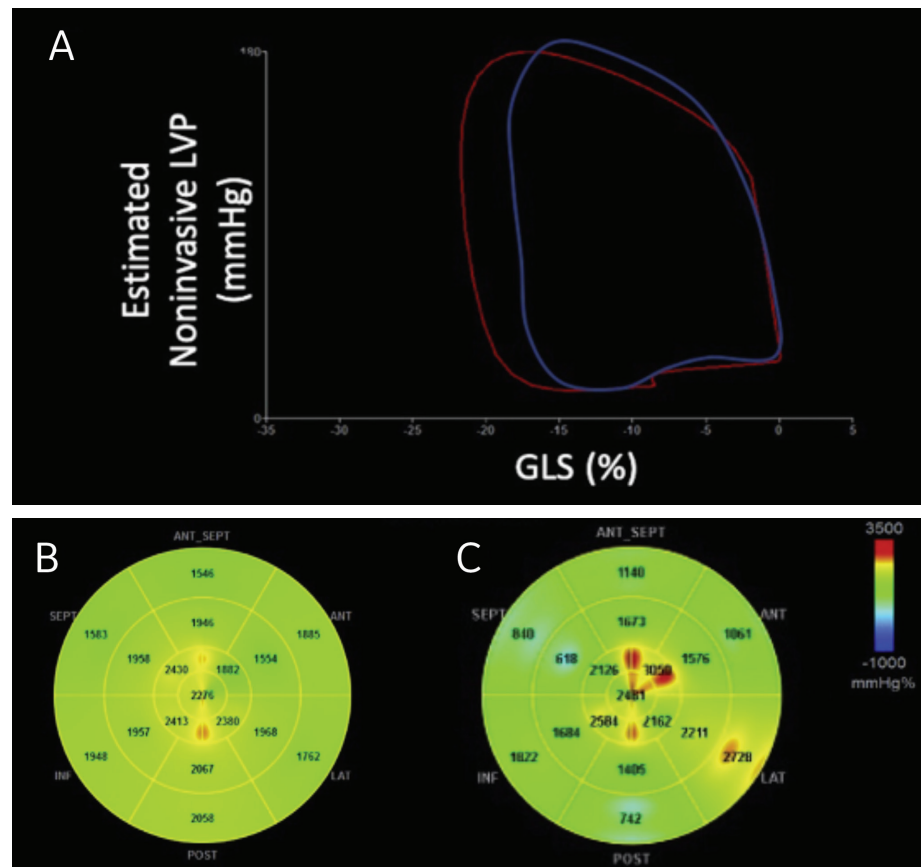 A
180
Estimated
Noninvasive LVP
(mmHg)
0
-35 -30 -25 -20 -15 -10 -5 0 5
GLS (%)
B
ANT_SEPT
SEPT
ANT
INF
LAT
POST
1546
1583
1885
1946
1958
1554
2430
1882
2276
2413
2380
1957
1968
1948
1762
2067
2058
C
ANT_SEPT
SEPT
ANT
INF
LAT
POST
1140
840
1061
1673
618
1576
2126
3050
2481
2584
2162
1684
2211
1022
2728
1405
742
3500
-1000
mmHg%